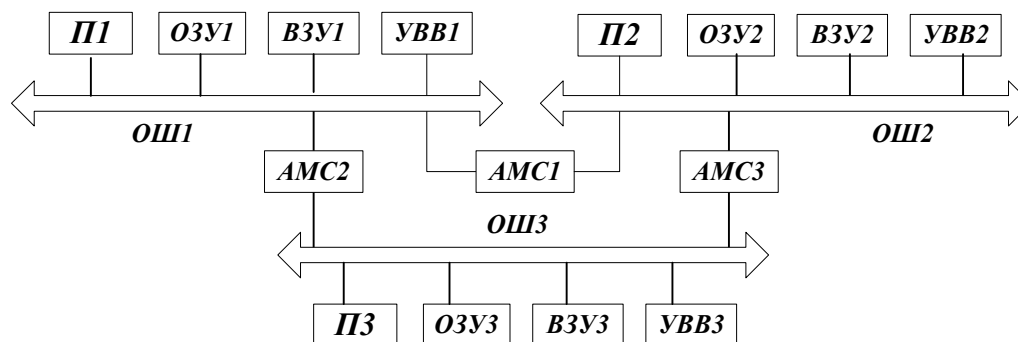 П1 ОЗУ1 ВЗУ1 УВВ1 П2 ОЗУ2 ВЗУ2 УВВ2
ОШ1 ОШ2
АМС2 АМС1 АМС3
ОШ3
П3 ОЗУ3 ВЗУ3 УВВ3